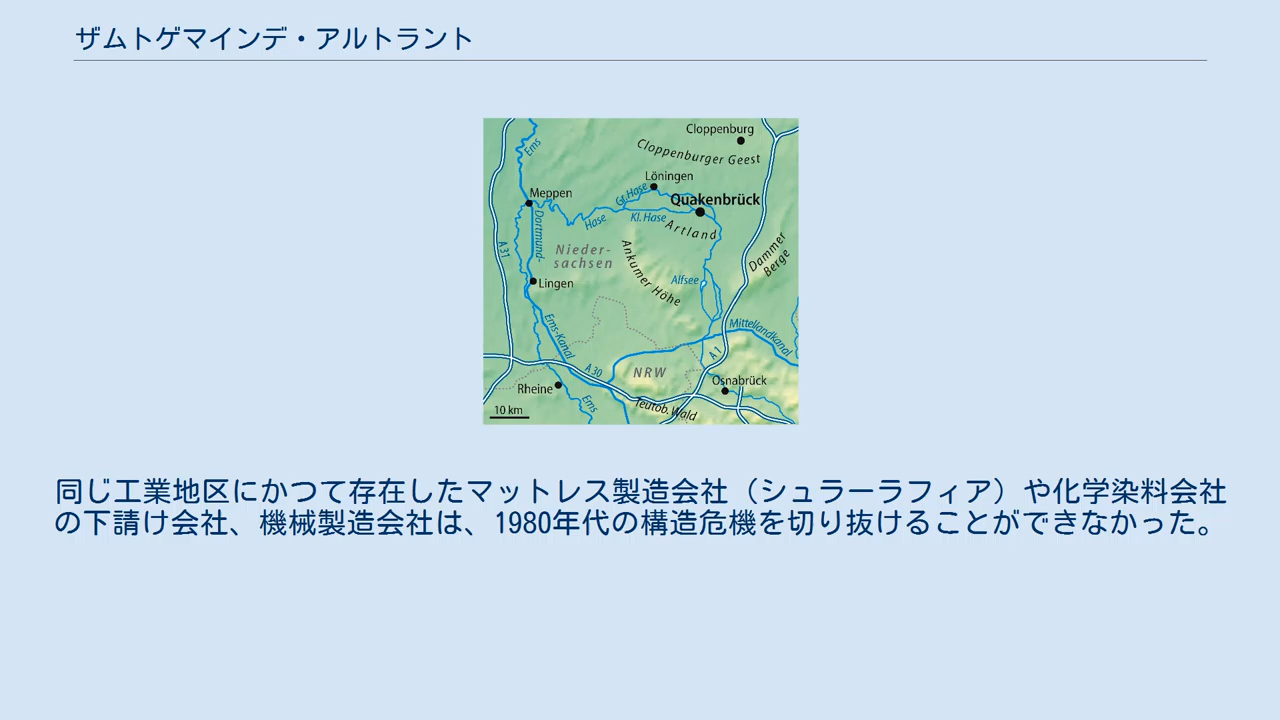 ザムトゲマインデ・アルトラント
Cloppenburg
Cloppenburger Geest
Ems
Löningen
Meppen
Gr. Hase
Quakenbrück
Hase
Kl. Hase
Artland
Dortmund-
A 31
Nieder-
sachsen
Ankumer Höhe
Dammer
Berge
Alfsee
Lingen
Ems-Kanal
Mittellandkanal
A 1
A 30
NRW
Osnabrück
Rheine
Ems
Teutob. Wald
10 km
同じ工業地区にかつて存在したマットレス製造会社（シュラーラフィア）や化学染料会社
の下請け会社、機械製造会社は、1980年代の構造危機を切り抜けることができなかった。